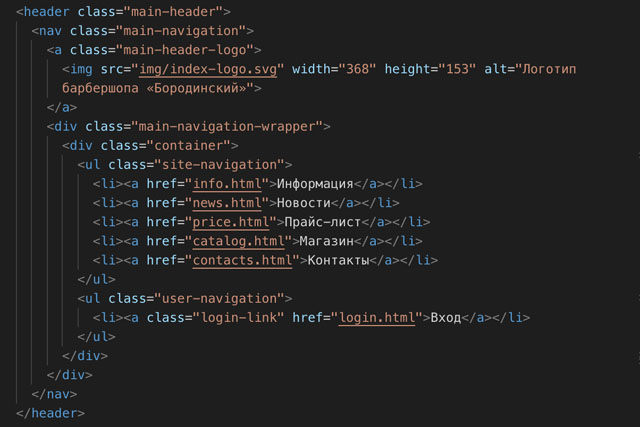 <header class="main-header">
<nav class="main-navigation">
<a class="main-header-logo">
<img src="img/index-logo.svg" width="368" height="153" alt="Логотип
барбершопа «Бородинский»">
</a>
<div class="main-navigation-wrapper">
<div class="container">
<ul class="site-navigation">
<li><a href="info.html">Информация</a></li>
<li><a href="news.html">Новости</a></li>
<li><a href="price.html">Прайс-лист</a></li>
<li><a href="catalog.html">Магазин</a></li>
<li><a href="contacts.html">Контакты</a></li>
</ul>
<ul class="user-navigation">
<li><a class="login-link" href="login.html">Вход</a></li>
</ul>
</div>
</div>
</nav>
</header>